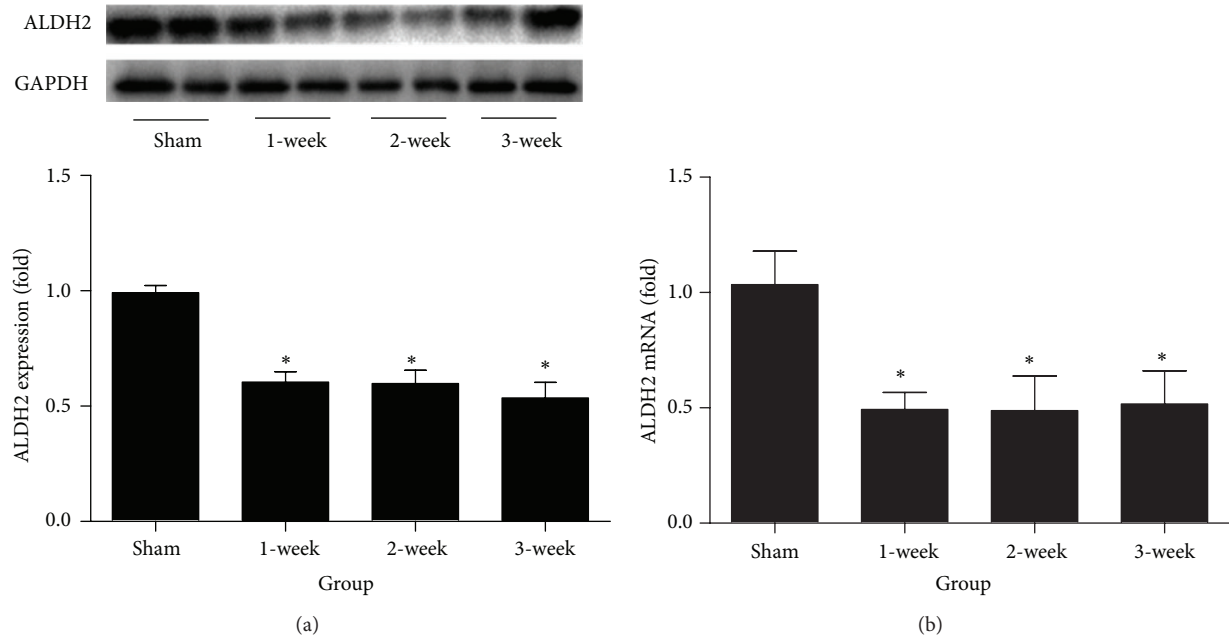 ALDH2
GAPDH
Sham 1-week 2-week 3-week
1.5
1.0
0.5
0.0
ALDH2 expression (fold)
*
*
*
Sham 1-week 2-week 3-week
Group
(a)
1.5
1.0
0.5
0.0
ALDH2 mRNA (fold)
*
*
*
Sham 1-week 2-week 3-week
Group
(b)